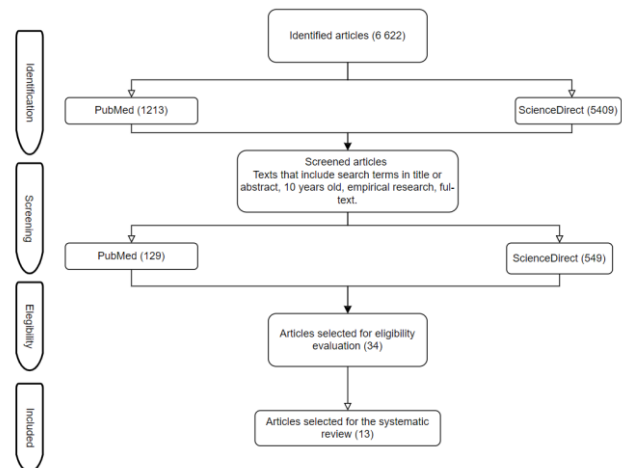 Identification
Identified articles (6 622)
PubMed (1213)
ScienceDirect (5409)
Screening
Screened articles
Texts that include search terms in title or
abstract, 10 years old, empirical research, ful-
text.
PubMed (129)
ScienceDirect (549)
Elegibility
Articles selected for eligibility
evaluation (34)
Included
Articles selected for the systematic
review (13)